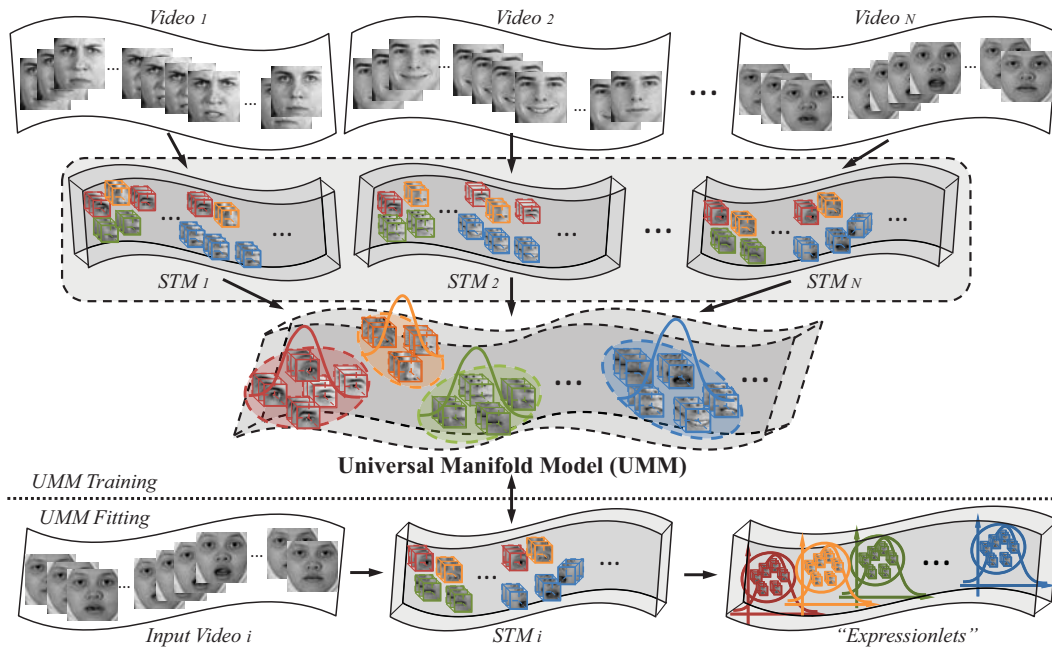 Video 1
Video 2
Video N
STM 1
STM 2
STM N
Universal Manifold Model (UMM)
UMM Training
UMM Fitting
Input Video i
STM i
“Expressionlets”